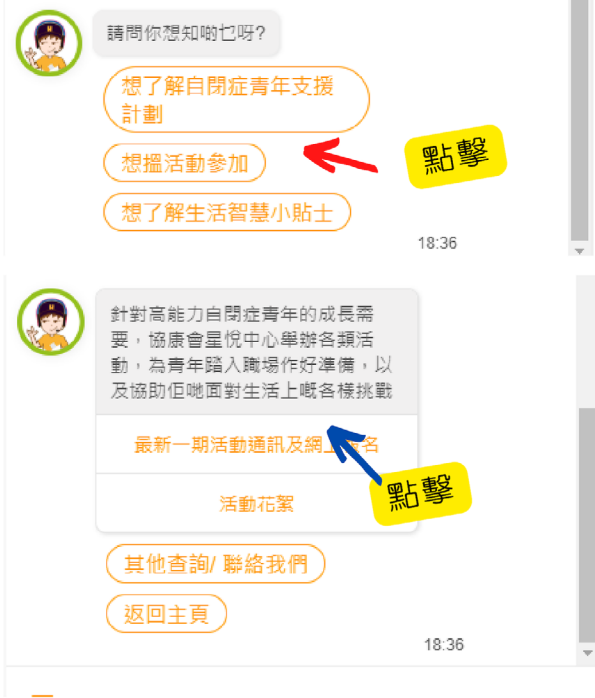 請問你想知啲乜呀?
想了解自閉症青年支援
計劃
想搵活動參加
點擊
想了解生活智慧小貼士
18:36
針對高能力自閉症青年的成長需
要，協康會星悅中心舉辦各類活
動，為青年踏入職場作好準備，以
及協助佢哋面對生活上嘅各樣挑戰
最新一期活動通訊及網上名
點擊
活動花絮
其他查詢/ 聯絡我們
返回主頁
18:36